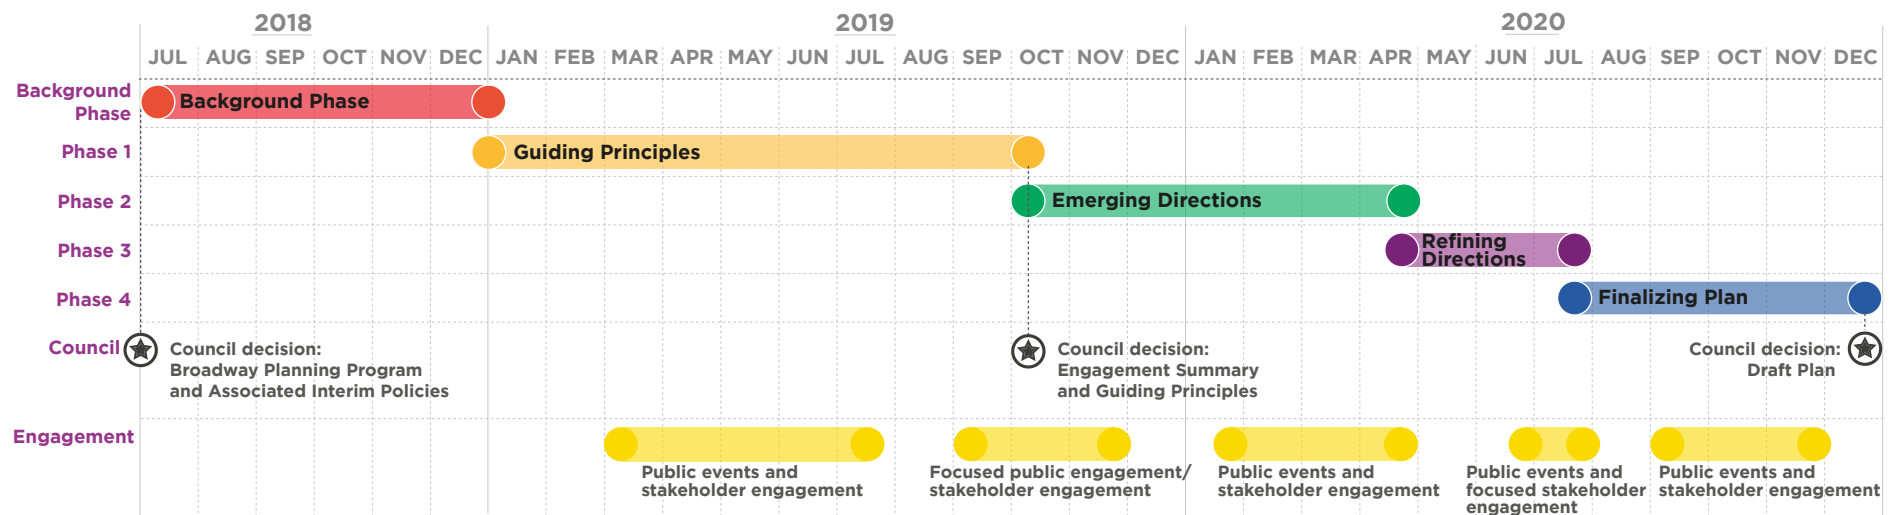 2018 2019 2020
JUL AUG SEP OCT NOV DEC JAN FEB MAR APR MAY JUN JUL AUG SEP OCT NOV DEC JAN FEB MAR APR MAY JUN JUL AUG SEP OCT NOV DEC
Background
Phase
Background Phase
Phase 1
Guiding Principles
Phase 2
Emerging Directions
Phase 3
Refining
Directions
Phase 4
Finalizing Plan
Council
Council decision:
Broadway Planning Program
and Associated Interim Policies
Council decision:
Engagement Summary
and Guiding Principles
Council decision:
Draft Plan
Engagement
Public events and
stakeholder engagement
Focused public engagement/
stakeholder engagement
Public events and
stakeholder engagement
Public events and
focused stakeholder
engagement
Public events and
stakeholder engagement